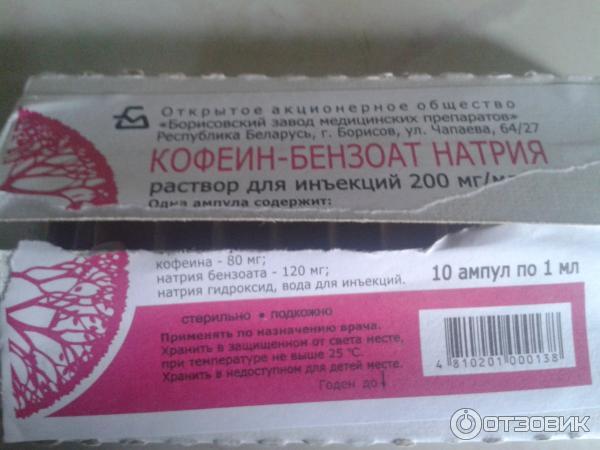 Открытое акционерное общество
«Борисовский завод медицинских препаратов»
Республика Беларусь, г. Борисов, ул. Чапаева, 64/27
КОФЕИН-БЕНЗОАТ НАТРИЯ
раствор для инъекций 200 мг/
Одна ампула содержит:
кофеина - 80 мг;
натрия бензоата - 120 мг;
натрия гидроксид, вода для инъекций.
10 ампул по 1 мл
стерильно • подкожно
Применять по назначению врача.
Хранить в защищенном от света месте,
при температуре не выше 25 °С.
Хранить в недоступном для детей месте.
Годен до
4 810201 000138
ОТЗОВИК